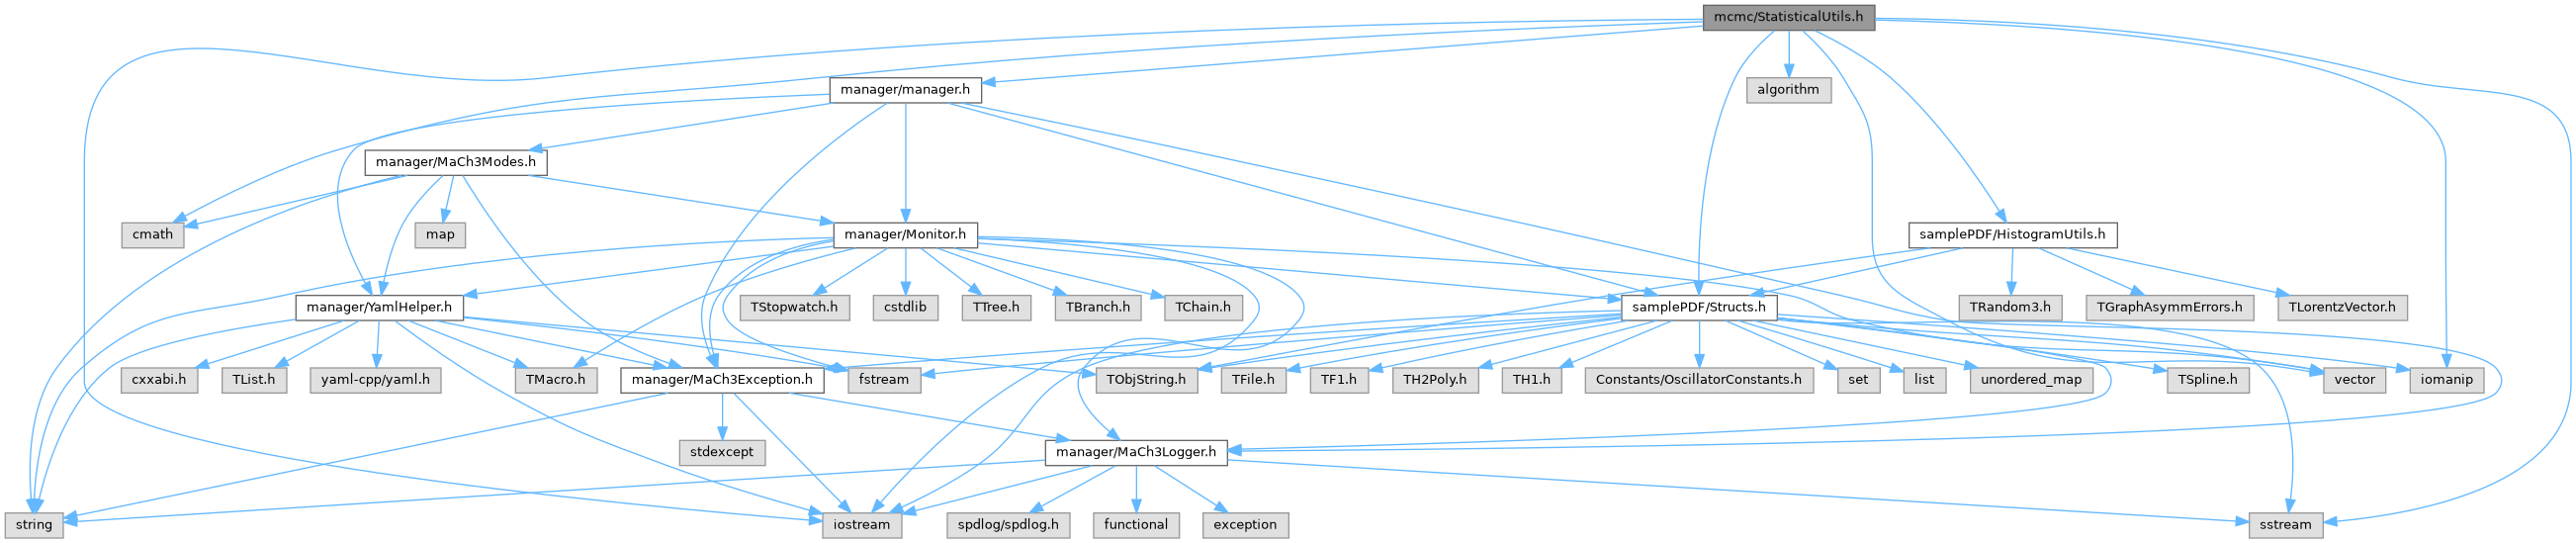 mcmc/StatisticalUtils.h
manager/manager.h
algorithm
manager/MaCh3Modes.h
cmath
map
manager/Monitor.h
samplePDF/HistogramUtils.h
manager/YamlHelper.h
TStopwatch.h
cstdlib
TTree.h
TBranch.h
TChain.h
samplePDF/Structs.h
TRandom3.h
TGraphAsymmErrors.h
TLorentzVector.h
cxxabi.h
TList.h
yaml-cpp/yaml.h
TMacro.h
manager/MaCh3Exception.h
fstream
TObjString.h
TFile.h
TF1.h
TH2Poly.h
TH1.h
Constants/OscillatorConstants.h
set
list
unordered_map
TSpline.h
vector
iomanip
stdexcept
manager/MaCh3Logger.h
string
iostream
spdlog/spdlog.h
functional
exception
sstream